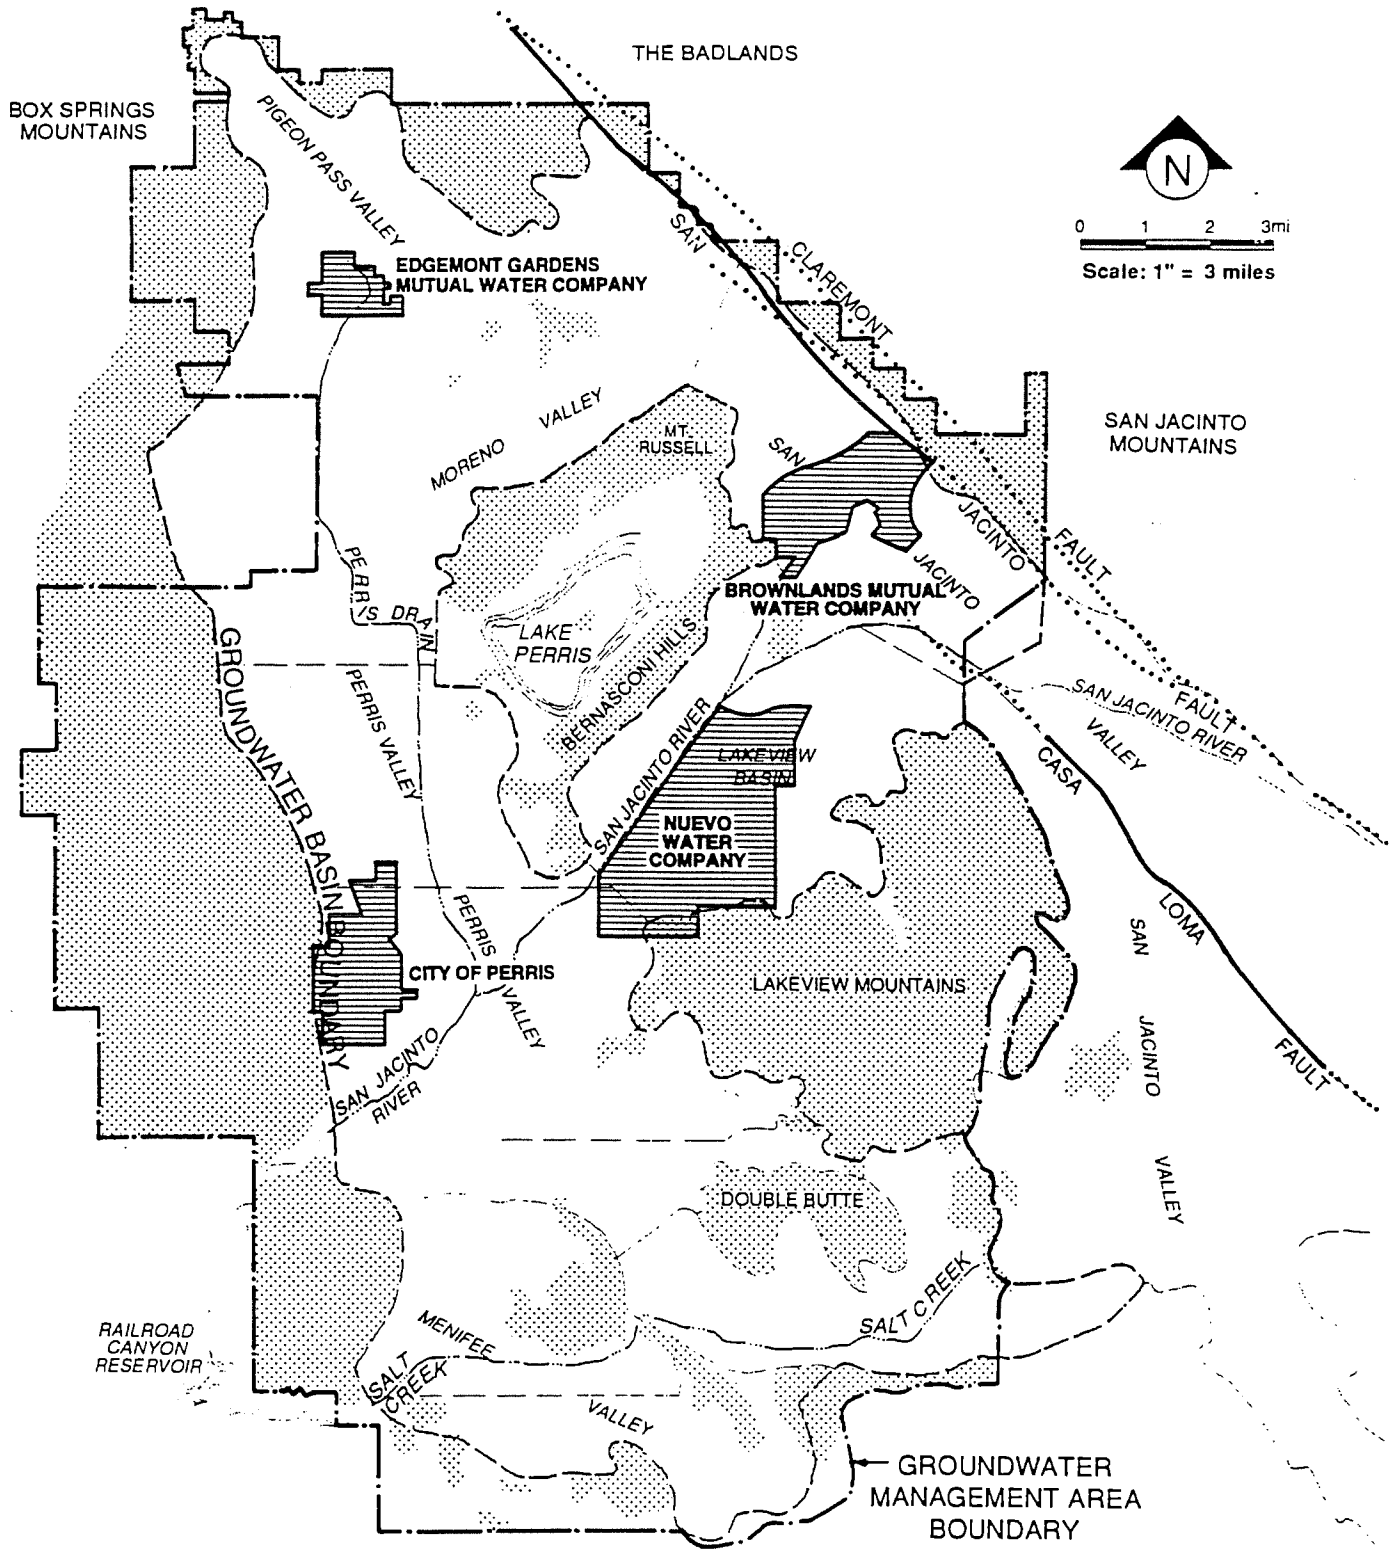 THE BADLANDS
BOX SPRINGS
MOUNTAINS
PIGEON PASS VALLEY
N
0 1 2 3mi
Scale: 1" = 3 miles
SAN
CLAREMONT
EDGEMONT GARDENS
MUTUAL WATER COMPANY
MORENO VALLEY
MT.
RUSSELL
SAN
SAN JACINTO
MOUNTAINS
JACINTO
FAULT
JACINTO
PERRIS DRAIN
BROWNLANDS MUTUAL
WATER COMPANY
LAKE
PERRIS
BERNASCONI HILLS
GROUNDWATER BASIN BOUNDARY
PERRIS VALLEY
SAN JACINTO RIVER
FAULT
SAN JACINTO RIVER
VALLEY
LAKEVIEW
BASIN
CASA
NUEVO
WATER
COMPANY
LOMA
PERRIS
SAN
CITY OF PERRIS
VALLEY
LAKEVIEW MOUNTAINS
JACINTO
FAULT
SAN JACINTO
RIVER
VALLEY
DOUBLE BUTTE
SALT CREEK
MENIFEE
RAILROAD
CANYON
RESERVOIR
SALT
CREEK
VALLEY
GROUNDWATER
MANAGEMENT AREA
BOUNDARY